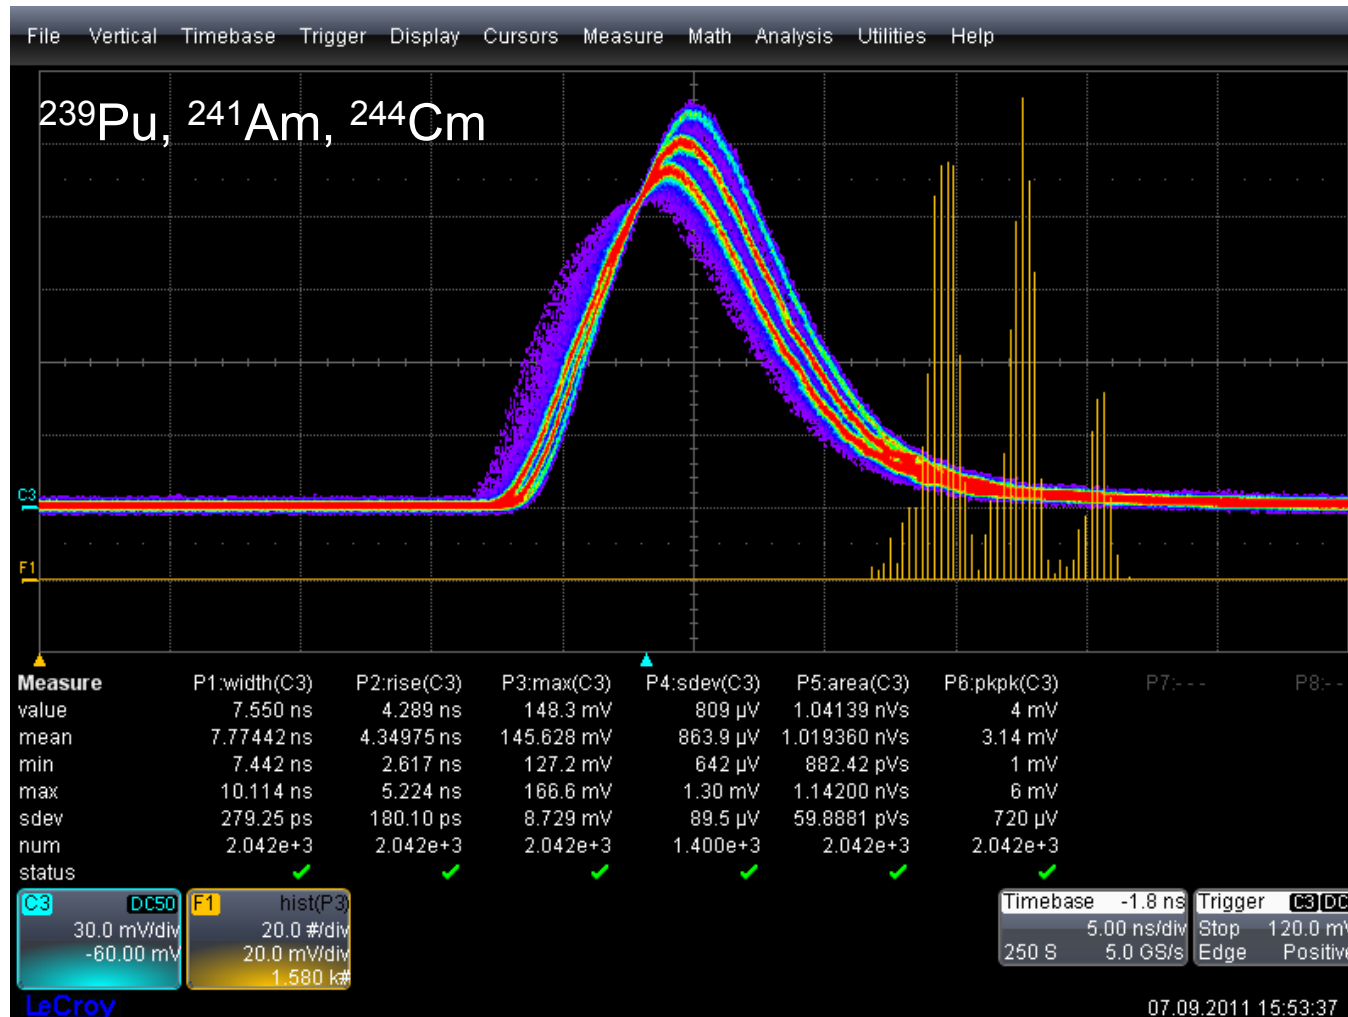 File Vertical Timebase Trigger Display Cursors Measure Math Analysis Utilities Help
²³⁹Pu, ²⁴¹Am, ²⁴⁴Cm
C3
F1
Measure P1:width(C3) P2:rise(C3) P3:max(C3) P4:sdev(C3) P5:area(C3) P6:pkpk(C3) P7:--- P8:--
value 7.550 ns 4.289 ns 148.3 mV 809 µV 1.04139 nVs 4 mV
mean 7.77442 ns 4.34975 ns 145.628 mV 863.9 µV 1.019360 nVs 3.14 mV
min 7.442 ns 2.617 ns 127.2 mV 642 µV 882.42 pVs 1 mV
max 10.114 ns 5.224 ns 166.6 mV 1.30 mV 1.14200 nVs 6 mV
sdev 279.25 ps 180.10 ps 8.729 mV 89.5 µV 59.8881 pVs 720 µV
num 2.042e+3 2.042e+3 2.042e+3 1.400e+3 2.042e+3 2.042e+3
status
C3 DC50 F1 hist(P3) Timebase -1.8 ns Trigger C3 DC
30.0 mV/div 20.0 #/div 5.00 ns/div Stop 120.0 mV
-60.00 mV 20.0 mV/div 250 S 5.0 GS/s Edge Positive
1.580 k#
LeCroy 07.09.2011 15:53:37